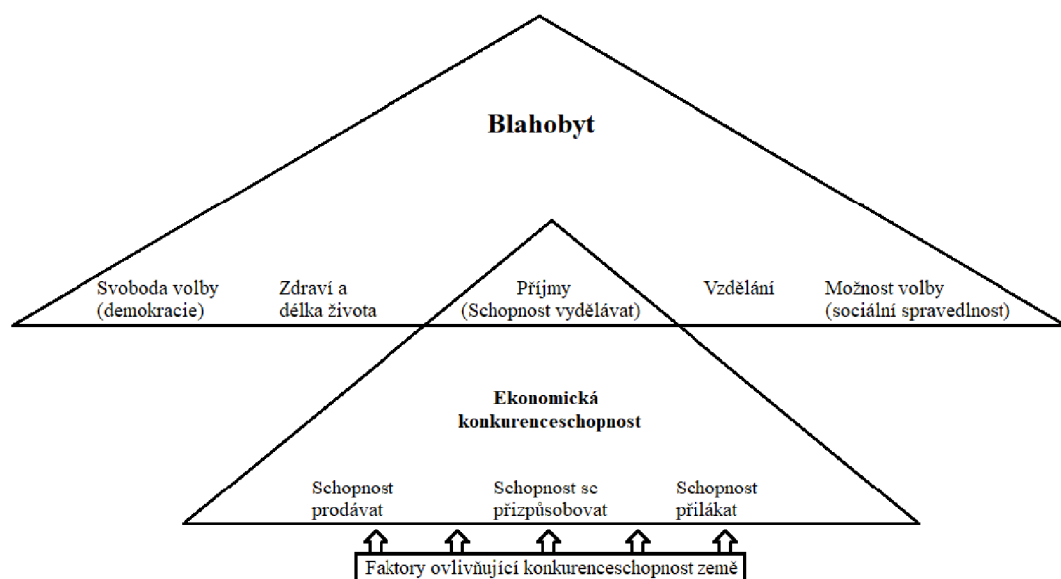 Blahobyt
Svoboda volby
(demokracie)
Zdraví a
délka života
Příjmy
(Schopnost vydělávat)
Vzdělání
Možnost volby
(sociální spravedlnost)
Ekonomická
konkurenceschopnost
Schopnost
prodávat
Schopnost se
přizpůsobovat
Schopnost
přilákat
Faktory ovlivňující konkurenceschopnost země